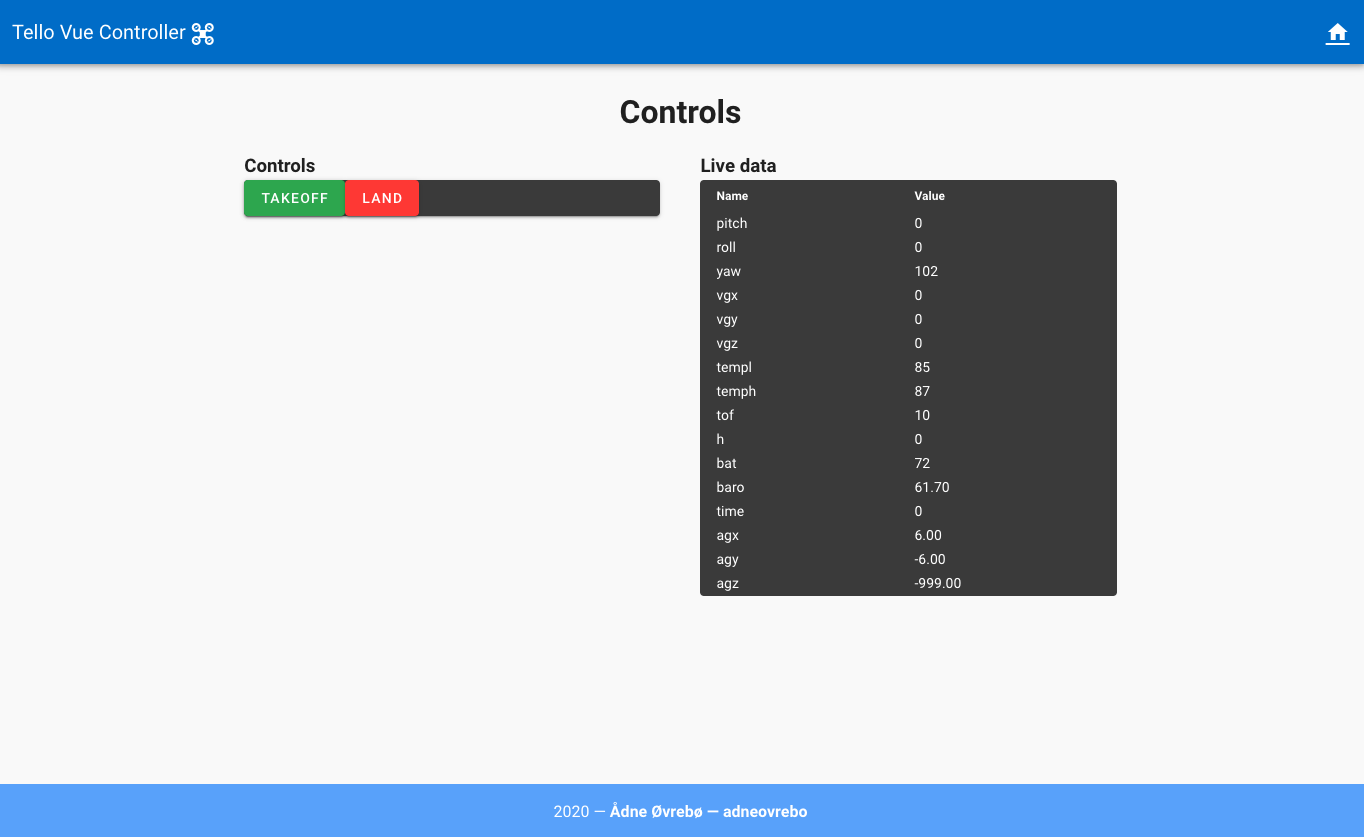 Tello Vue Controller
Controls
Controls
TAKEOFF LAND
Live data
Name Value
pitch 0
roll 0
yaw 102
vgx 0
vgy 0
vgz 0
templ 85
temph 87
tof 10
h 0
bat 72
baro 61.70
time 0
agx 6.00
agy -6.00
agz -999.00
2020 — Ådne Øvrebø — adneovrebo